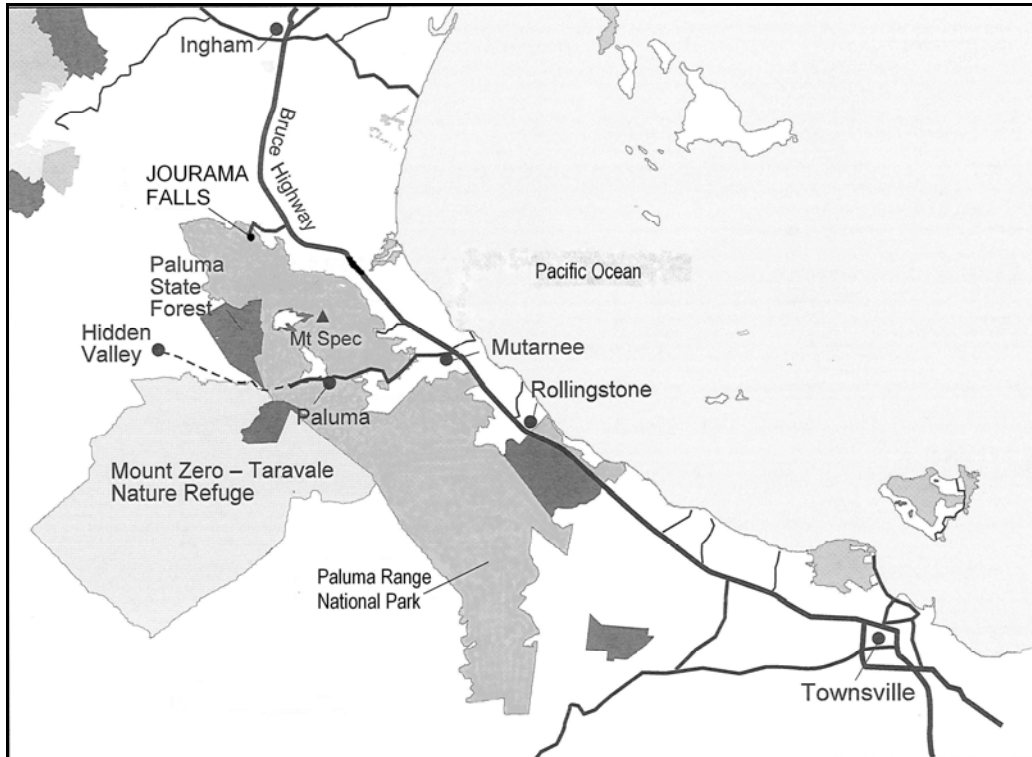 Ingham
Bruce Highway
JOURAMA
FALLS
Pacific Ocean
Paluma
State
Forest
Hidden
Valley
Mt Spec
Mutarnee
Rollingstone
Paluma
Mount Zero – Taravale
Nature Refuge
Paluma Range
National Park
Townsville